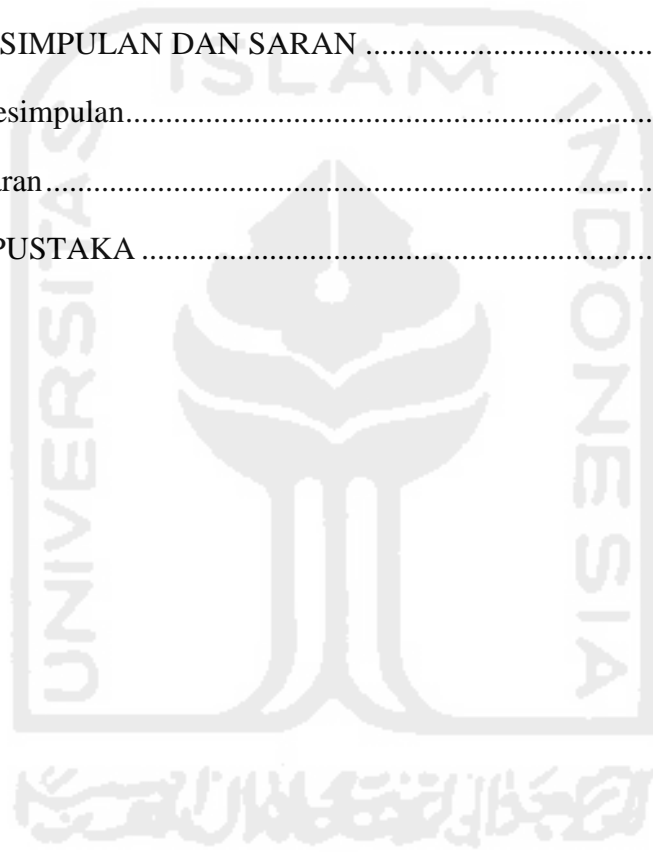 SIMPULAN DAN SARAN ..................................
esimpulan..................................................................
aran.............................................................................
PUSTAKA ................................................................
ISLAM
UNIVERSITAS
INDONESIA